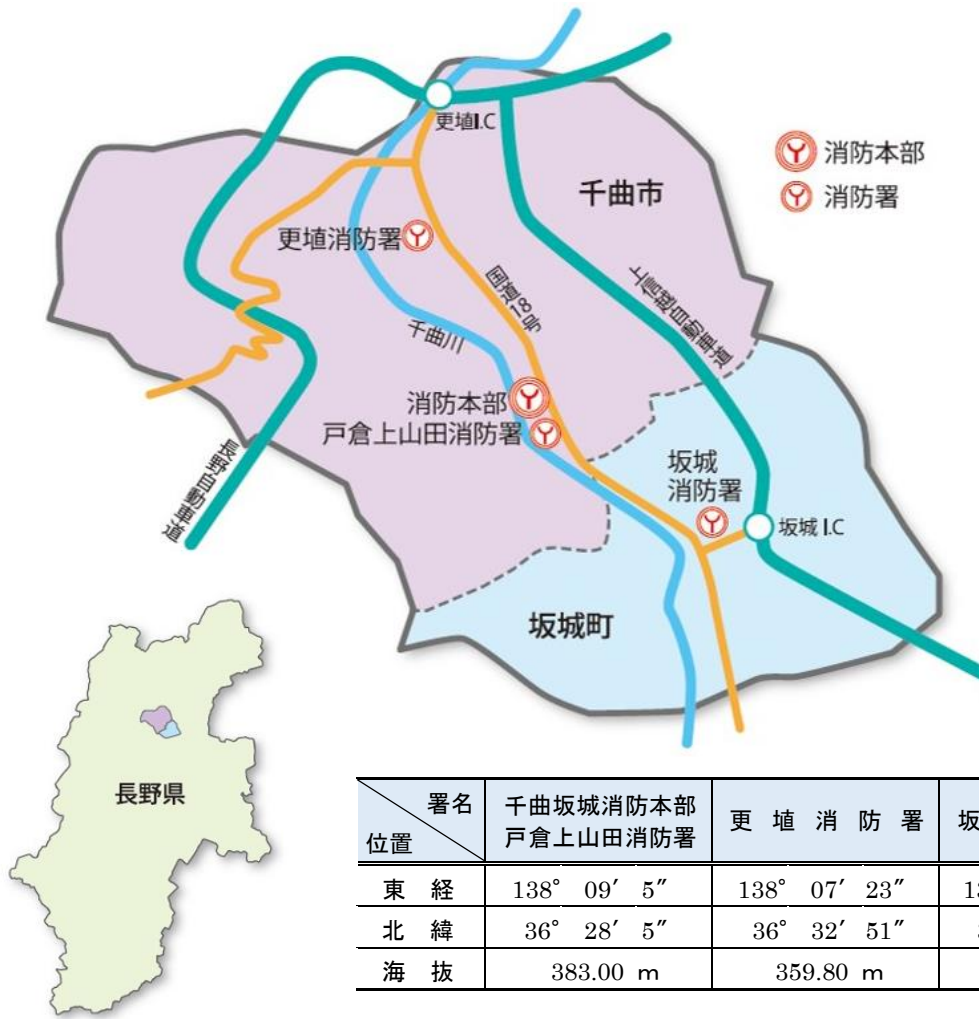 更埴I.C
消防本部
消防署
千曲市
更埴消防署
国道18号
上信越自動車道
千曲川
消防本部
戸倉上山田消防署
坂城
消防署
坂城 I.C
長野自動車道
坂城町
長野県
署名
位置
千曲坂城消防本部
戸倉上山田消防署
更 埴 消 防 署
坂
東 経 138° 09′ 5″ 138° 07′ 23″
北 緯 36° 28′ 5″ 36° 32′ 51″
海 抜 383.00 m 359.80 m